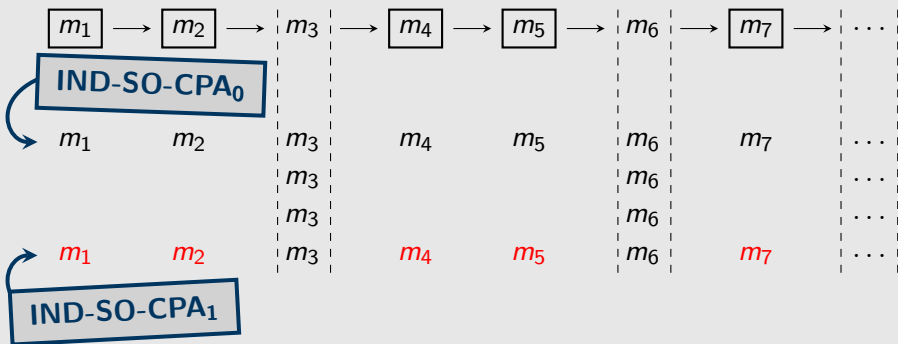 m₁ → m₂ → m₃ → m₄ → m₅ → m₆ → m₇ → ⋯
IND-SO-CPA₀
m₁ m₂ m₃ m₄ m₅ m₆ m₇ ⋯
m₃ m₆ ⋯
m₃ m₆ ⋯
m₁ m₂ m₃ m₄ m₅ m₆ m₇ ⋯
IND-SO-CPA₁